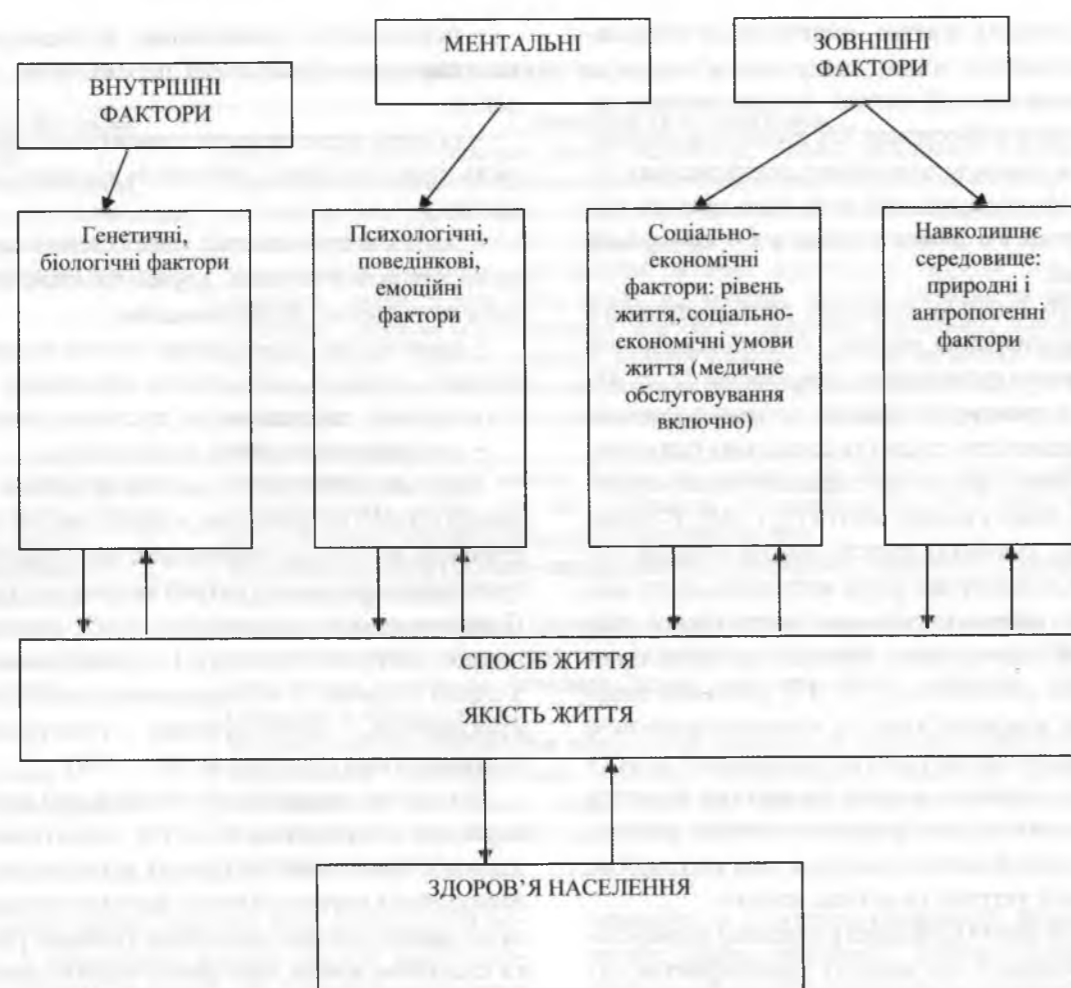 ВНУТРІШНІ
ФАКТОРИ
МЕНТАЛЬНІ
ЗОВНІШНІ
ФАКТОРИ
Генетичні,
біологічні фактори
Психологічні,
поведінкові,
емоційні
фактори
Соціально-
економічні
фактори: рівень
життя, соціально-
економічні умови
життя (медичне
обслуговування
включно)
Навколишнє
середовище:
природні і
антропогенні
фактори
СПОСІБ ЖИТТЯ
ЯКІСТЬ ЖИТТЯ
ЗДОРОВ’Я НАСЕЛЕННЯ